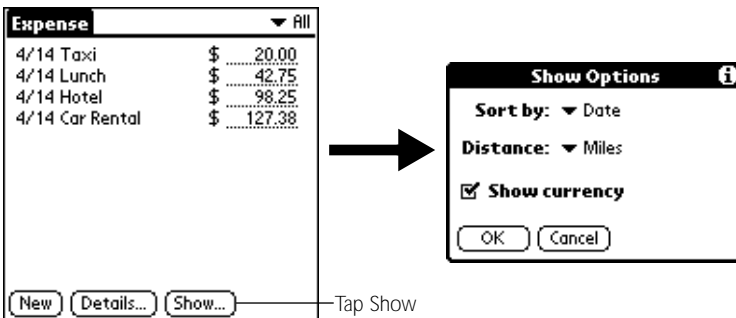 Expense All
4/14 Taxi $ 20.00
4/14 Lunch $ 42.75
4/14 Hotel $ 98.25
4/14 Car Rental $ 127.38
New Details... Show...
Tap Show
Show Options i
Sort by: Date
Distance: Miles
Show currency
OK Cancel